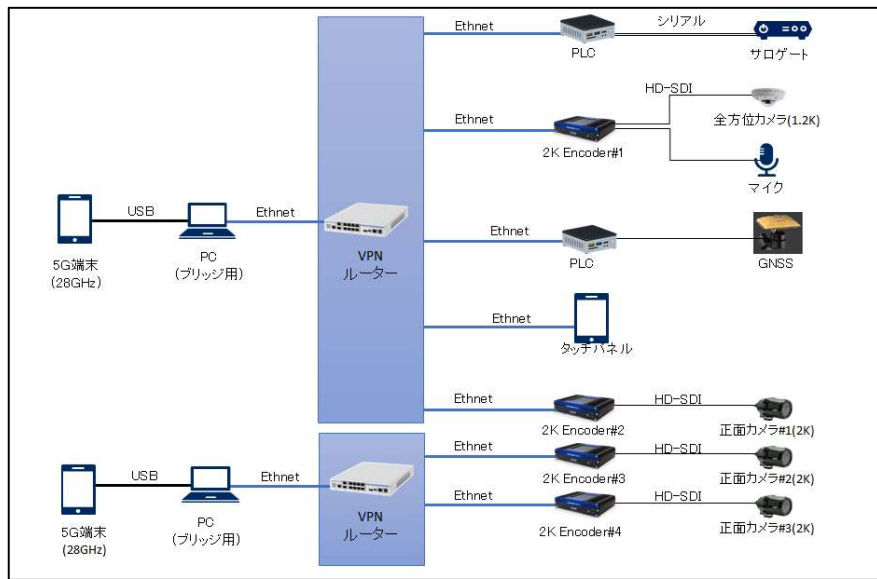 Ethnet
シリアル
PLC
サロゲート
HD-SDI
Ethnet
全方位カメラ(1.2K)
2K Encoder#1
マイク
USB
Ethnet
Ethnet
5G端末
(28GHz)
PC
(ブリッジ用)
VPN
ルーター
PLC
GNSS
Ethnet
タッチパネル
Ethnet
HD-SDI
2K Encoder#2
正面カメラ#1(2K)
Ethnet
HD-SDI
USB
Ethnet
2K Encoder#3
正面カメラ#2(2K)
Ethnet
HD-SDI
5G端末
(28GHz)
PC
(ブリッジ用)
VPN
ルーター
2K Encoder#4
正面カメラ#3(2K)